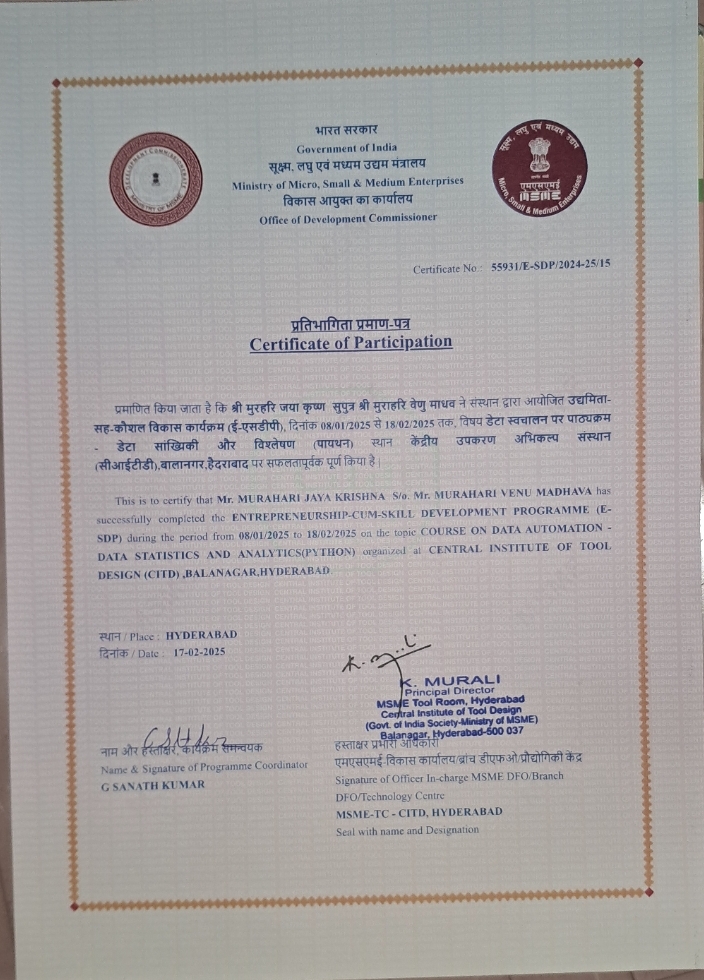 भारत सरकार
Government of India
सूक्ष्म, लघु एवं मध्यम उद्यम मंत्रालय
Ministry of Micro, Small & Medium Enterprises
विकास आयुक्त का कार्यालय
Office of Development Commissioner
सूक्ष्म, लघु एवं मध्यम उद्यम
एमएसएमई
MSME
Micro, Small & Medium Enterprises
Certificate No : 55931/E-SDP/2024-25/15
प्रतिभागिता प्रमाण-पत्र
Certificate of Participation
प्रमाणित किया जाता है कि श्री मुरहरि जया कृष्ण सुपुत्र श्री मुराहरि वेणु माधव ने संस्थान द्वारा आयोजित उद्यमिता-
सह-कौशल विकास कार्यक्रम (ई-एसडीपी), दिनांक 08/01/2025 से 18/02/2025 तक, विषय डेटा स्वचालन पर पाठ्यक्रम
- डेटा सांख्यिकी और विश्लेषण (पायथन) स्थान केंद्रीय उपकरण अभिकल्प संस्थान
(सीआईटीडी),बालानगर,हैदराबाद पर सफलतापूर्वक पूर्ण किया है |
This is to certify that Mr. MURAHARI JAYA KRISHNA S/o. Mr. MURAHARI VENU MADHAVA has
successfully completed the ENTREPRENEURSHIP-CUM-SKILL DEVELOPMENT PROGRAMME (E-
SDP) during the period from 08/01/2025 to 18/02/2025 on the topic COURSE ON DATA AUTOMATION -
DATA STATISTICS AND ANALYTICS(PYTHON) organized at CENTRAL INSTITUTE OF TOOL
DESIGN (CITD) ,BALANAGAR,HYDERABAD
स्थान / Place : HYDERABAD
दिनांक / Date : 17-02-2025
K. MURALI
Principal Director
MSME Tool Room, Hyderabad
Central Institute of Tool Design
(Govt. of India Society-Ministry of MSME)
Balanagar, Hyderabad-500 037
नाम और हस्ताक्षर, कार्यक्रम समन्वयक
Name & Signature of Programme Coordinator
G SANATH KUMAR
हस्ताक्षर प्रभारी अधिकारी
एमएसएमई-विकास कार्यालय/ब्रांच डीएफओ/प्रौद्योगिकी केंद्र
Signature of Officer In-charge MSME DFO/Branch
DFO/Technology Centre
MSME-TC - CITD, HYDERABAD
Seal with name and Designation